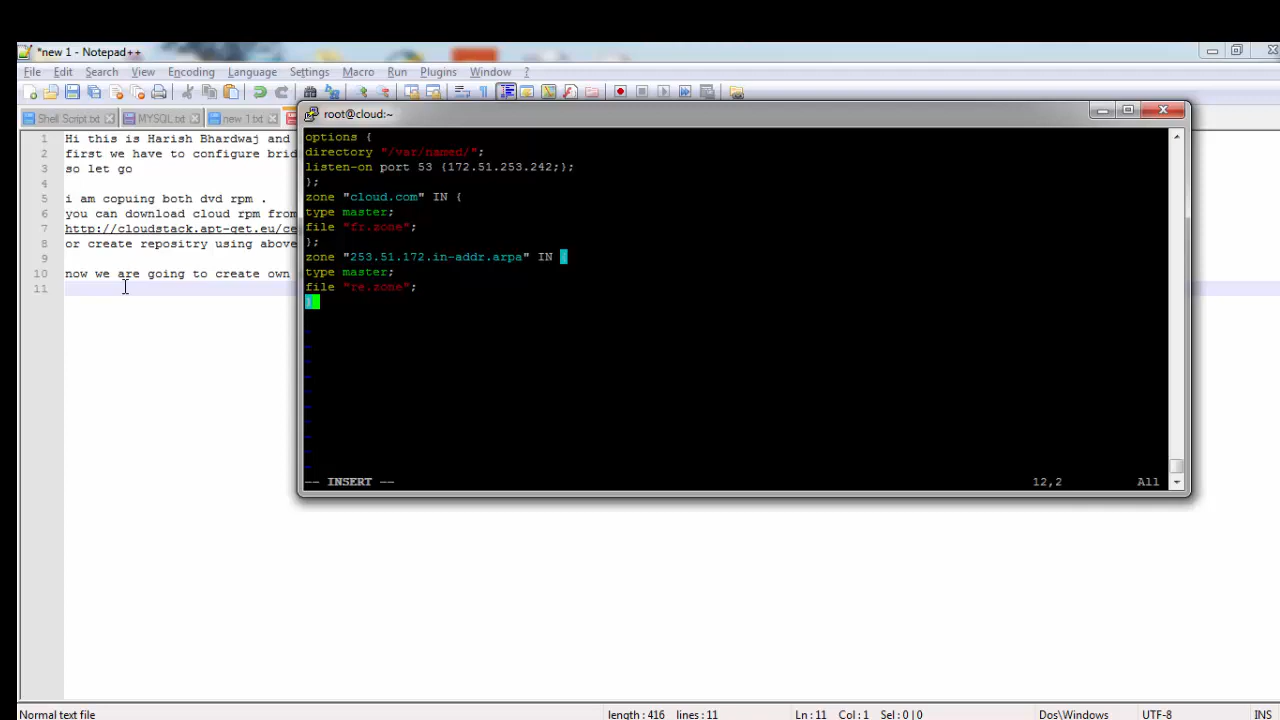 *new 1 - Notepad++
File Edit Search View Encoding Language Settings Macro Run Plugins Window ?
Shell Script.txt MYSQL.txt new 1.txt
root@cloud:~
1 Hi this is Harish Bhardwaj and
2 first we have to configure brid
3 so let go
4
5 i am copuing both dvd rpm .
6 you can download cloud rpm from
7 http://cloudstack.apt-get.eu/ce
8 or create repositry using above
9
10 now we are going to create own
11
options {
directory "/var/named/";
listen-on port 53 {172.51.253.242;};
};
zone "cloud.com" IN {
type master;
file "fr.zone";
};
zone "253.51.172.in-addr.arpa" IN {
type master;
file "re.zone";
}
~
~
~
~
~
~
~
~
~
~
-- INSERT -- 12,2 All
Normal text file length : 416 lines : 11 Ln : 11 Col : 1 Sel : 0 | 0 Dos\Windows UTF-8 INS